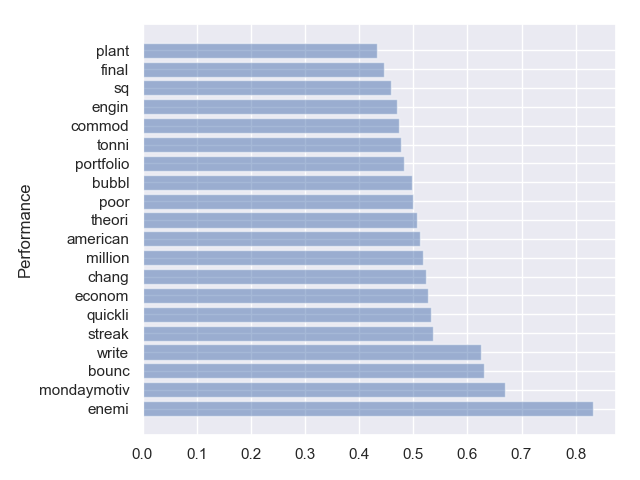 Performance
plant
final
sq
engin
commod
tonni
portfolio
bubbl
poor
theori
american
million
chang
econom
quickli
streak
write
bounc
mondaymotiv
enemi
0.0 0.1 0.2 0.3 0.4 0.5 0.6 0.7 0.8